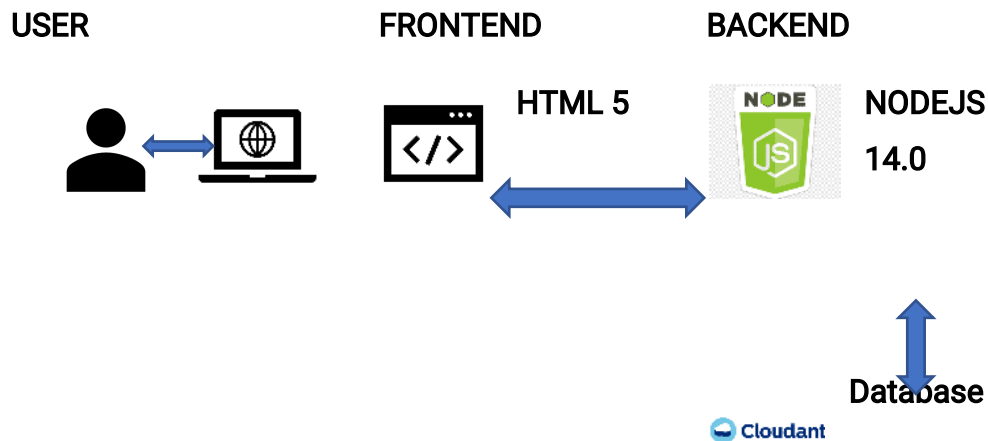 USER
FRONTEND
BACKEND
HTML 5
</>
NODE
JS
NODEJS
14.0
Database
Cloudant